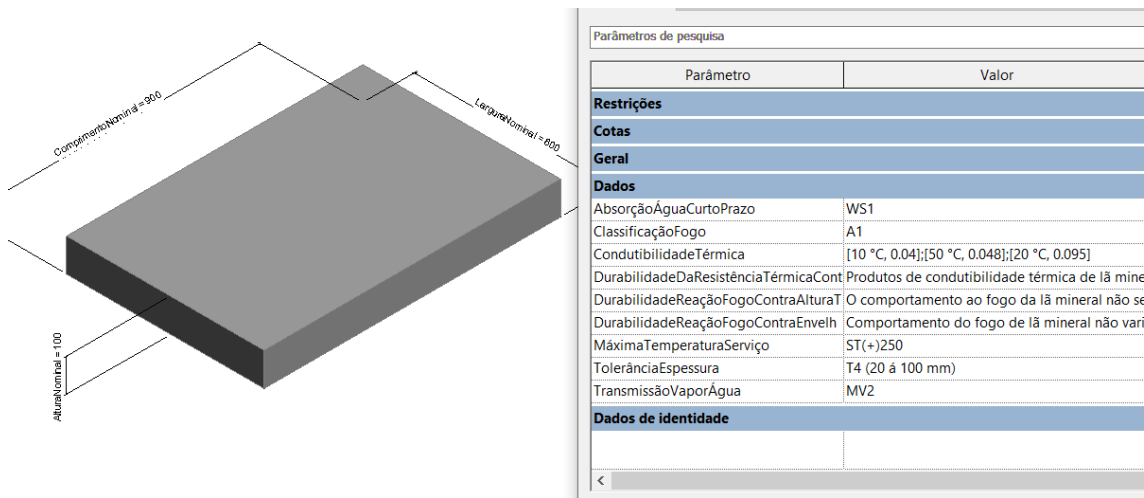 ComprimentoNominal = 900
LarguraNominal = 600
AlturaNominal = 100
Parâmetros de pesquisa
Parâmetro Valor
Restrições
Cotas
Geral
Dados
AbsorçãoÁguaCurtoPrazo WS1
ClassificaçãoFogo A1
CondutibilidadeTérmica [10 °C, 0.04];[50 °C, 0.048];[20 °C, 0.095]
DurabilidadeDaResistênciaTérmicaCont Produtos de condutibilidade térmica de lã mine
DurabilidadeReaçãoFogoContraAlturaT O comportamento ao fogo da lã mineral não se
DurabilidadeReaçãoFogoContraEnvelh Comportamento do fogo de lã mineral não vari
MáximaTemperaturaServiço ST(+)250
TolerânciaEspessura T4 (20 á 100 mm)
TransmissãoVaporÁgua MV2
Dados de identidade